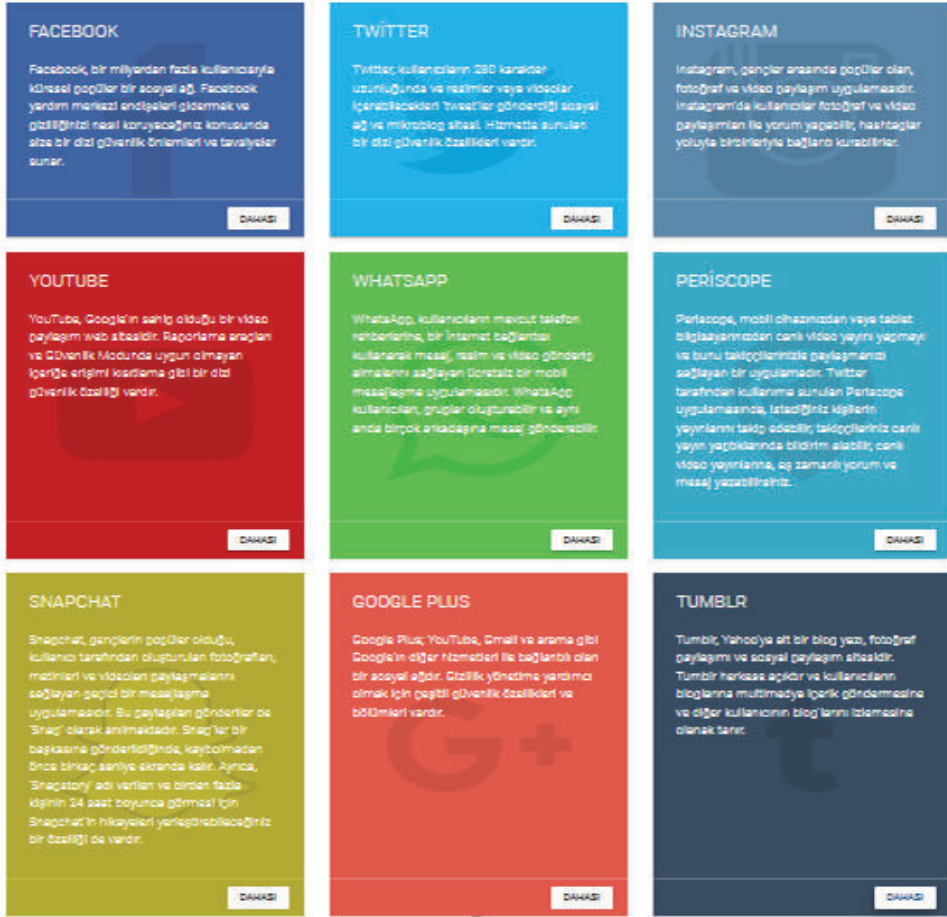 FACEBOOK
Facebook, bir milyardan fazla kullanıcısıyla
küresel popüler bir sosyal ağ. Facebook
yardım merkezi endişeleri gidermek ve
gizliliğinizi nasıl koruyacağınız konusunda
size bir dizi güvenlik önlemleri ve tavsiyeler
sunar.
DAHASI
TWİTTER
Twitter, kullanıcıların 280 karakter
uzunluğunda ve resimler veya videolar
içerebilecekleri 'tweet'ler gönderdiği sosyal
ağ ve mikroblog sitesi. Hizmette sunulan
bir dizi güvenlik özellikleri vardır.
DAHASI
INSTAGRAM
Instagram, gençler arasında popüler olan,
fotoğraf ve video paylaşım uygulamasıdır.
Instagram'da kullanıcılar fotoğraf ve video
paylaşımları ile yorum yapabilir, hashtagler
yoluyla birbirleriyle bağlantı kurabilirler.
DAHASI
YOUTUBE
YouTube, Google'ın sahip olduğu bir video
paylaşım web sitesidir. Raporlama araçları
ve Güvenlik Modunda uygun olmayan
içeriğe erişimi kısıtlama gibi bir dizi
güvenlik özelliği vardır.
DAHASI
WHATSAPP
WhatsApp, kullanıcıların mevcut telefon
rehberlerine, bir İnternet bağlantısı
kullanarak mesaj, resim ve video gönderip
almalarını sağlayan ücretsiz bir mobil
mesajlaşma uygulamasıdır. WhatsApp
kullanıcıları, gruplar oluşturabilir ve aynı
anda birçok arkadaşına mesaj gönderebilir.
DAHASI
PERİSCOPE
Periscope, mobil cihazınızdan veya tablet
bilgisayarınızdan canlı video yayını yapmayı
ve bunu takipçilerinizle paylaşmanızı
sağlayan bir uygulamadır. Twitter
tarafından kullanıma sunulan Periscope
uygulamasında, istediğiniz kişilerin
yayınlarını takip edebilir, takipçileriniz canlı
yayın yaptıklarında bildirim alabilir, canlı
video yayınlarına, eş zamanlı yorum ve
mesaj yazabilirsiniz.
DAHASI
SNAPCHAT
Snapchat, gençlerin popüler olduğu,
kullanıcı tarafından oluşturulan fotoğrafları,
metinleri ve videoları paylaşmalarını
sağlayan geçici bir mesajlaşma
uygulamasıdır. Bu paylaşılan gönderiler de
'Snap' olarak anılmaktadır. Snap'ler bir
başkasına gönderildiğinde, kaybolmadan
önce birkaç saniye ekranda kalır. Ayrıca,
'Snapstory' adı verilen ve birden fazla
kişinin 24 saat boyunca görmesi için
Snapchat'in hikayeleri yerleştirebileceğiniz
bir özelliği de vardır.
DAHASI
GOOGLE PLUS
Google Plus; YouTube, Gmail ve arama gibi
Google'ın diğer hizmetleri ile bağlantılı olan
bir sosyal ağdır. Gizlilik yönetime yardımcı
olmak için çeşitli güvenlik özellikleri ve
bölümleri vardır.
DAHASI
TUMBLR
Tumblr, Yahoo'ya ait bir blog yazı, fotoğraf
paylaşımı ve sosyal paylaşım sitesidir.
Tumblr herkese açıktır ve kullanıcıların
bloglarına multimedya içerik göndermesine
ve diğer kullanıcının blog'larını izlemesine
olanak tanır.
DAHASI